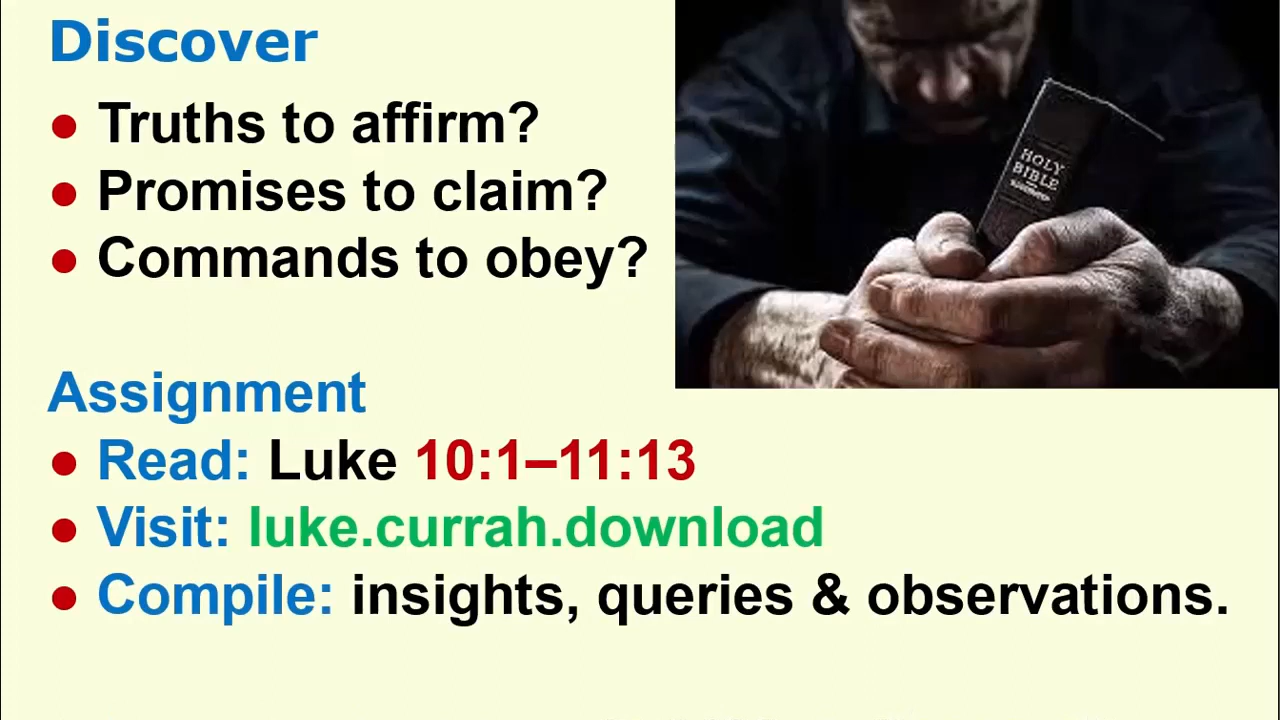 Discover
● Truths to affirm?
● Promises to claim?
● Commands to obey?
HOLY
BIBLE
Assignment
● Read: Luke 10:1–11:13
● Visit: luke.currah.download
● Compile: insights, queries & observations.